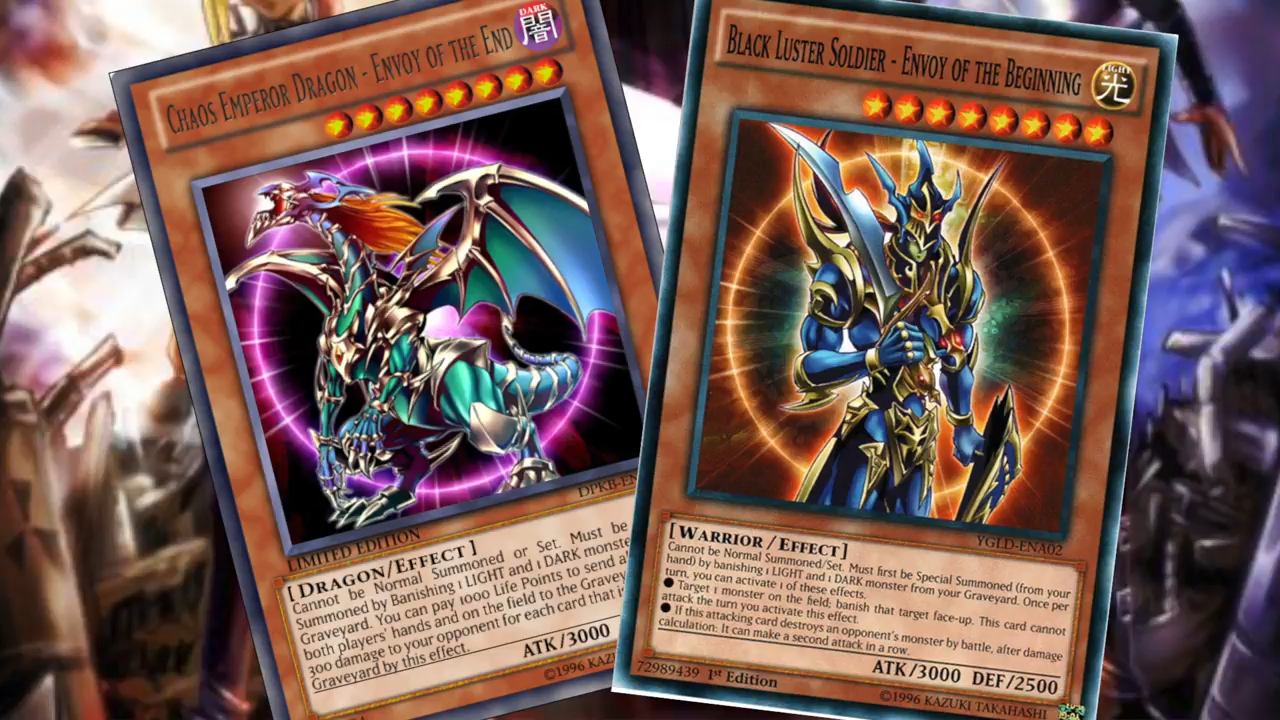 CHAOS EMPEROR DRAGON - ENVOY OF THE END
DARK
闇
DPKB-EN
LIMITED EDITION
[DRAGON/EFFECT]
Cannot be Normal Summoned or Set. Must be
Summoned by Banishing 1 LIGHT and 1 DARK monste
Graveyard. You can pay 1000 Life Points to send al
both players' hands and on the field to the Gravey
300 damage to your opponent for each card that is
Graveyard by this effect.
ATK/3000
©1996 KAZU
BLACK LUSTER SOLDIER - ENVOY OF THE BEGINNING
LIGHT
光
YGLD-ENA02
[WARRIOR/EFFECT]
Cannot be Normal Summoned/Set. Must first be Special Summoned (from your
hand) by banishing 1 LIGHT and 1 DARK monster from your Graveyard. Once per
turn, you can activate 1 of these effects.
● Target 1 monster on the field; banish that target face-up. This card cannot
attack the turn you activate this effect.
● If this attacking card destroys an opponent's monster by battle, after damage
calculation: It can make a second attack in a row.
ATK/3000 DEF/2500
72989439 1st Edition
©1996 KAZUKI TAKAHASHI